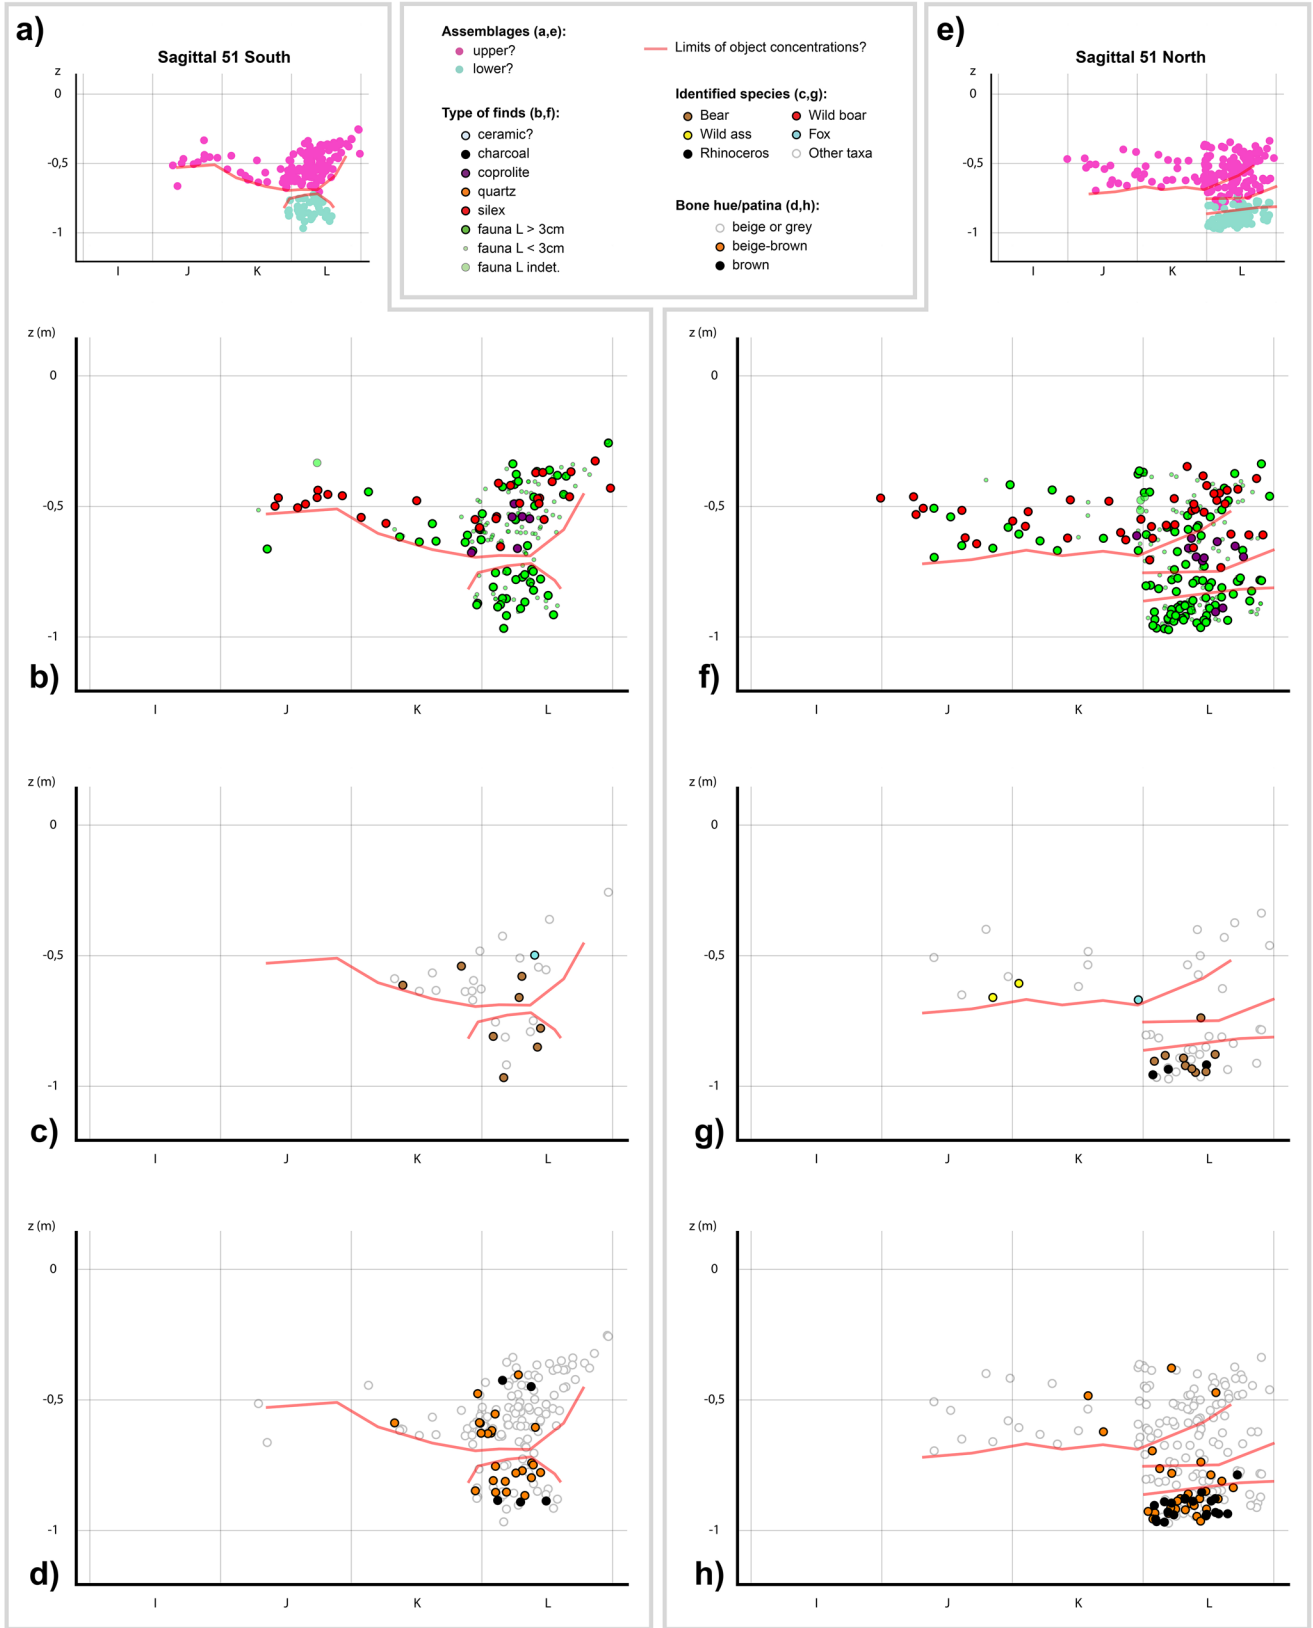 a)
Sagittal 51 South
z
0
-0,5
-1
I J K L
Assemblages (a,e):
upper?
lower?
Limits of object concentrations?
Type of finds (b,f):
ceramic?
charcoal
coprolite
quartz
silex
fauna L > 3cm
fauna L < 3cm
fauna L indet.
Identified species (c,g):
Bear
Wild ass
Rhinoceros
Wild boar
Fox
Other taxa
Bone hue/patina (d,h):
beige or grey
beige-brown
brown
e)
Sagittal 51 North
z
0
-0,5
-1
I J K L
z (m)
0
-0,5
-1
b)
I J K L
z (m)
0
-0,5
-1
f)
I J K L
z (m)
0
-0,5
-1
c)
I J K L
z (m)
0
-0,5
-1
g)
I J K L
z (m)
0
-0,5
-1
d)
I J K L
z (m)
0
-0,5
-1
h)
I J K L